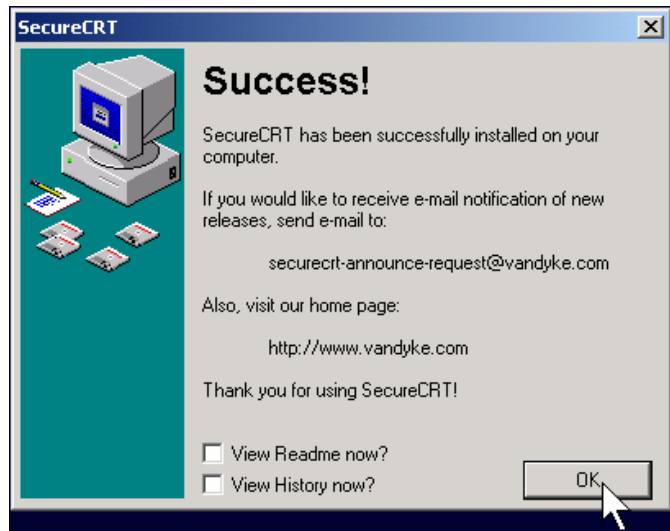 SecureCRT
Success!
SecureCRT has been successfully installed on your
computer.
If you would like to receive e-mail notification of new
releases, send e-mail to:
securecrt-announce-request@vandyke.com
Also, visit our home page:
http://www.vandyke.com
Thank you for using SecureCRT!
View Readme now?
View History now?
OK